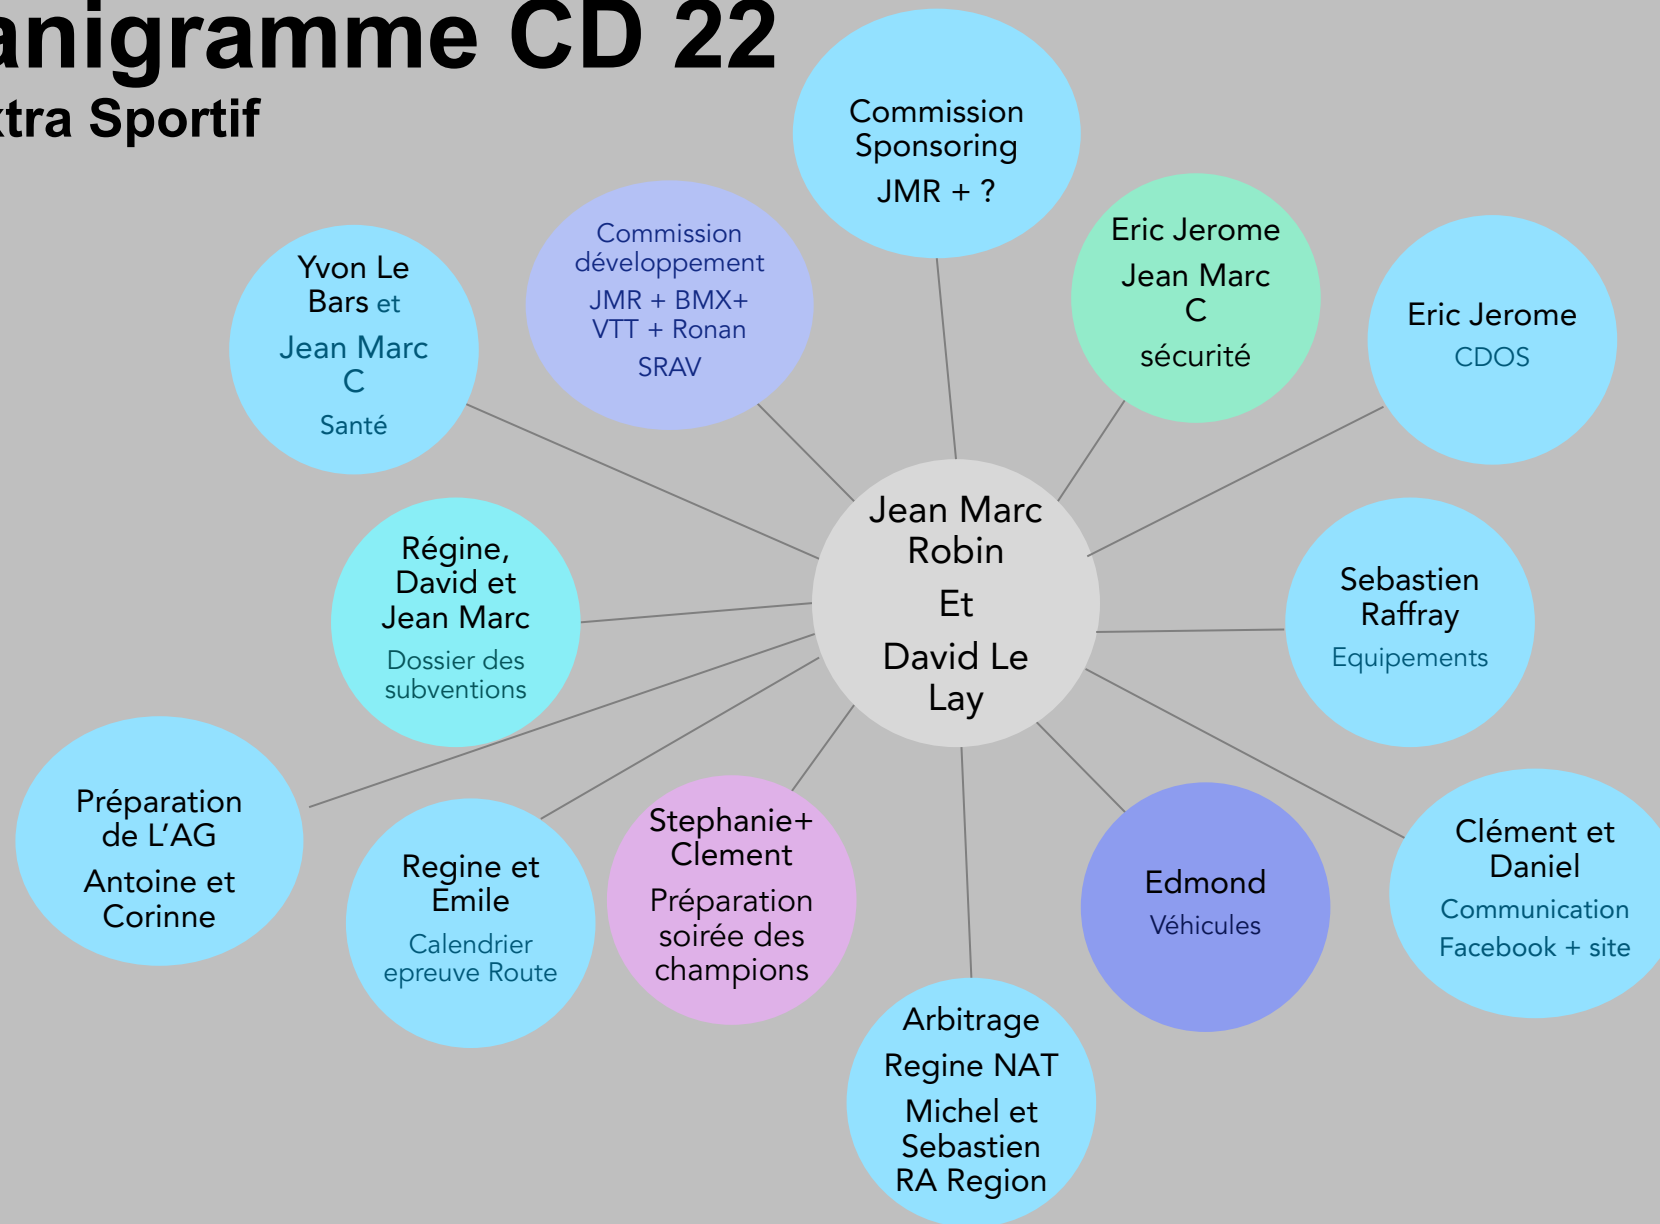 anigramme CD 22
xtra Sportif
Commission
Sponsoring
JMR + ?
Commission
développement
JMR + BMX+
VTT + Ronan
SRAV
Eric Jerome
Jean Marc
C
sécurité
Yvon Le
Bars et
Jean Marc
C
Santé
Eric Jerome
CDOS
Jean Marc
Robin
Et
David Le
Lay
Régine,
David et
Jean Marc
Dossier des
subventions
Sebastien
Raffray
Equipements
Préparation
de L’AG
Antoine et
Corinne
Regine et
Emile
Calendrier
epreuve Route
Stephanie+
Clement
Préparation
soirée des
champions
Edmond
Véhicules
Clément et
Daniel
Communication
Facebook + site
Arbitrage
Regine NAT
Michel et
Sebastien
RA Region